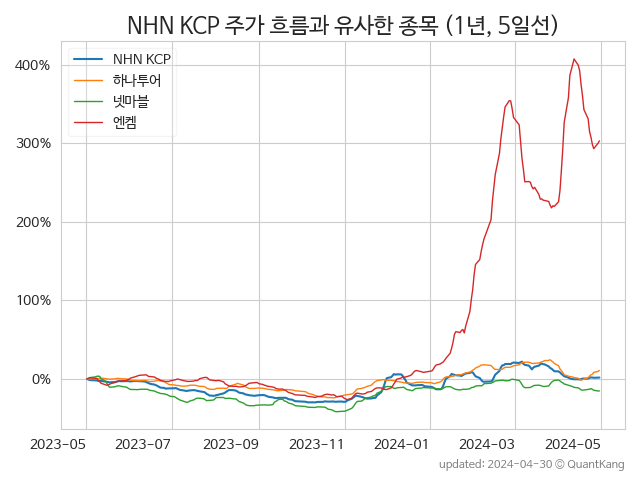 NHN KCP 주가 흐름과 유사한 종목 (1년, 5일선)
NHN KCP
하나투어
넷마블
엔켐
400%
300%
200%
100%
0%
2023-05 2023-07 2023-09 2023-11 2024-01 2024-03 2024-05
updated: 2024-04-30 © QuantKang